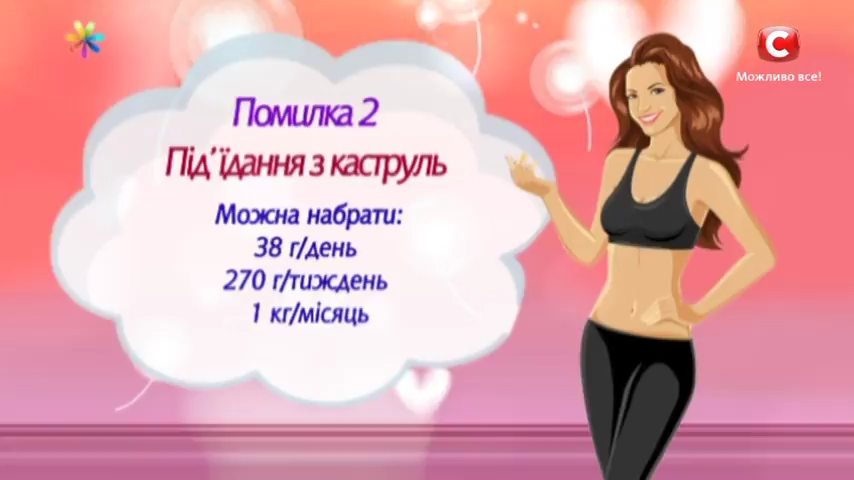 Помилка 2
Під'їдання з каструль
Можна набрати:
38 г/день
270 г/тиждень
1 кг/місяць
С
Можливо все!